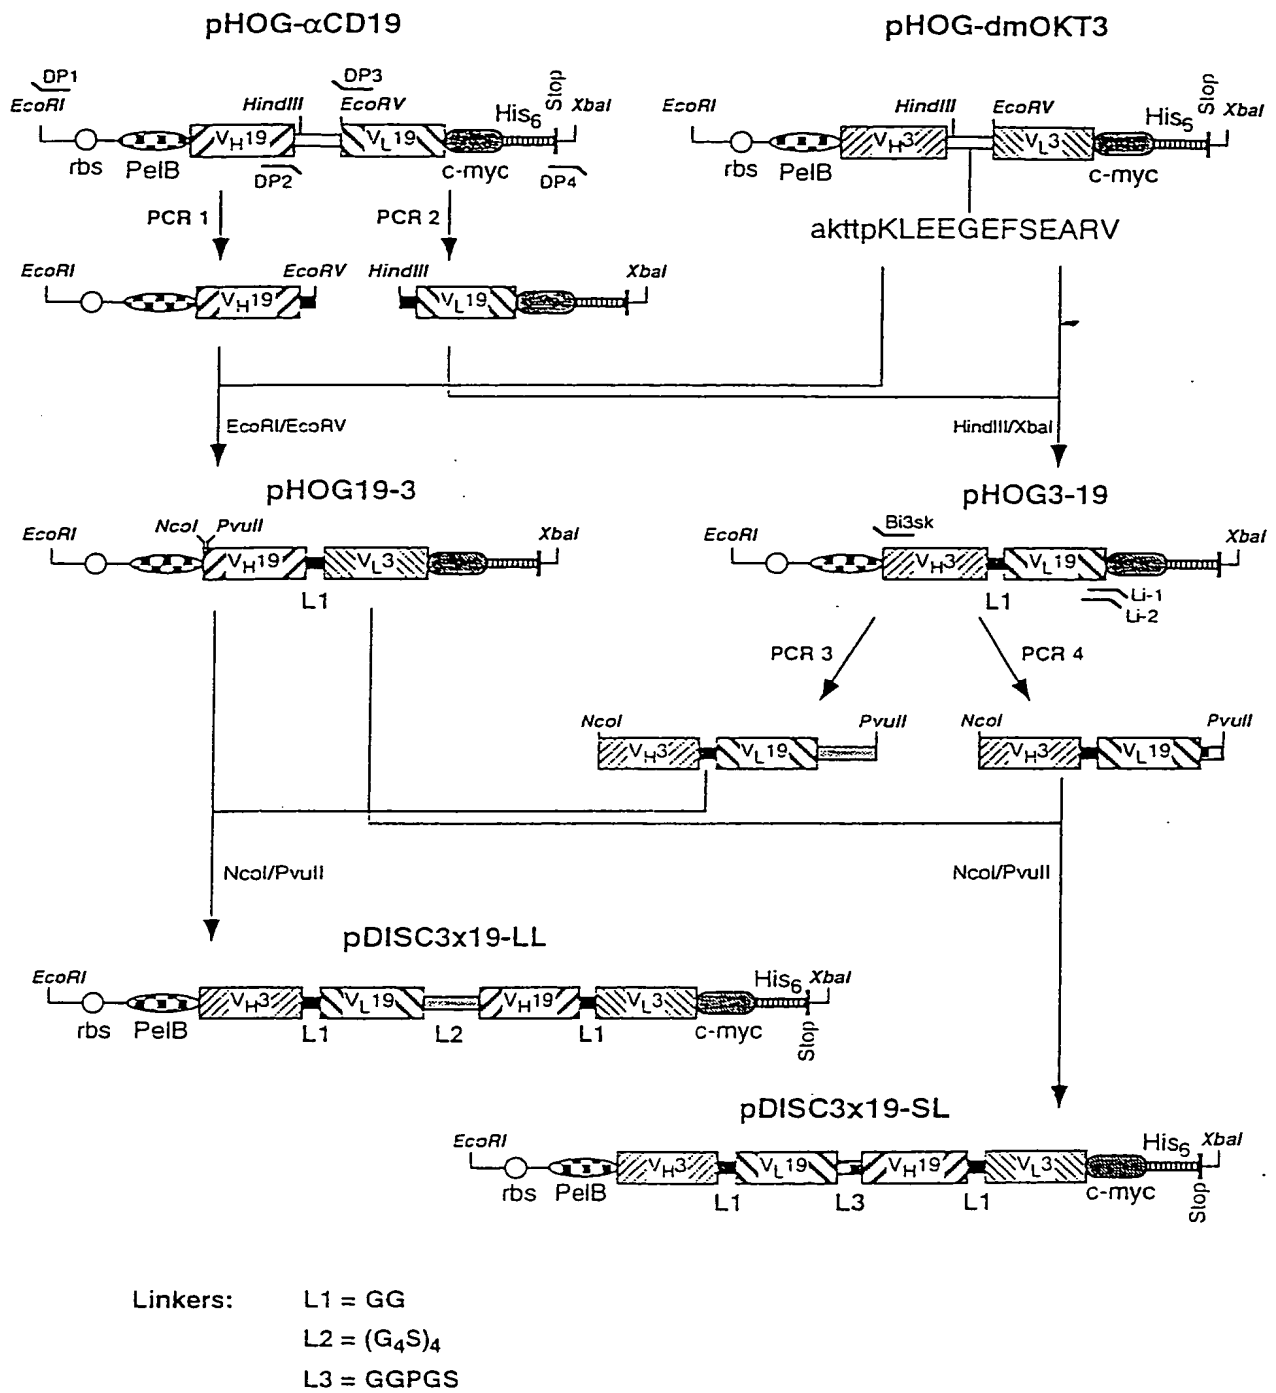 pHOG-αCD19
pHOG-dmOKT3
DP1
EcoRI
HindIII
DP3
EcoRV
His6
Stop
XbaI
rbs
PelB
VH19
DP2
VL19
c-myc
DP4
EcoRI
HindIII
EcoRV
His6
Stop
XbaI
rbs
PelB
VH3
VL3
c-myc
PCR 1
PCR 2
akttpKLEEGEFSEARV
EcoRI
EcoRV
VH19
HindIII
XbaI
VL19
EcoRI/EcoRV
HindIII/XbaI
pHOG19-3
pHOG3-19
EcoRI
NcoI
PvuII
XbaI
VH19
VL3
L1
EcoRI
Bi3sk
XbaI
VH3
VL19
L1
Li-1
Li-2
PCR 3
PCR 4
NcoI
PvuII
VH3
VL19
NcoI
PvuII
VH3
VL19
NcoI/PvuII
NcoI/PvuII
pDISC3x19-LL
EcoRI
His6
XbaI
rbs
PelB
VH3
VL19
VH19
VL3
L1
L2
L1
c-myc
Stop
pDISC3x19-SL
EcoRI
His6
XbaI
rbs
PelB
VH3
VL19
VH19
VL3
L1
L3
L1
c-myc
Stop
Linkers:
L1 = GG
L2 = (G4S)4
L3 = GGPGS